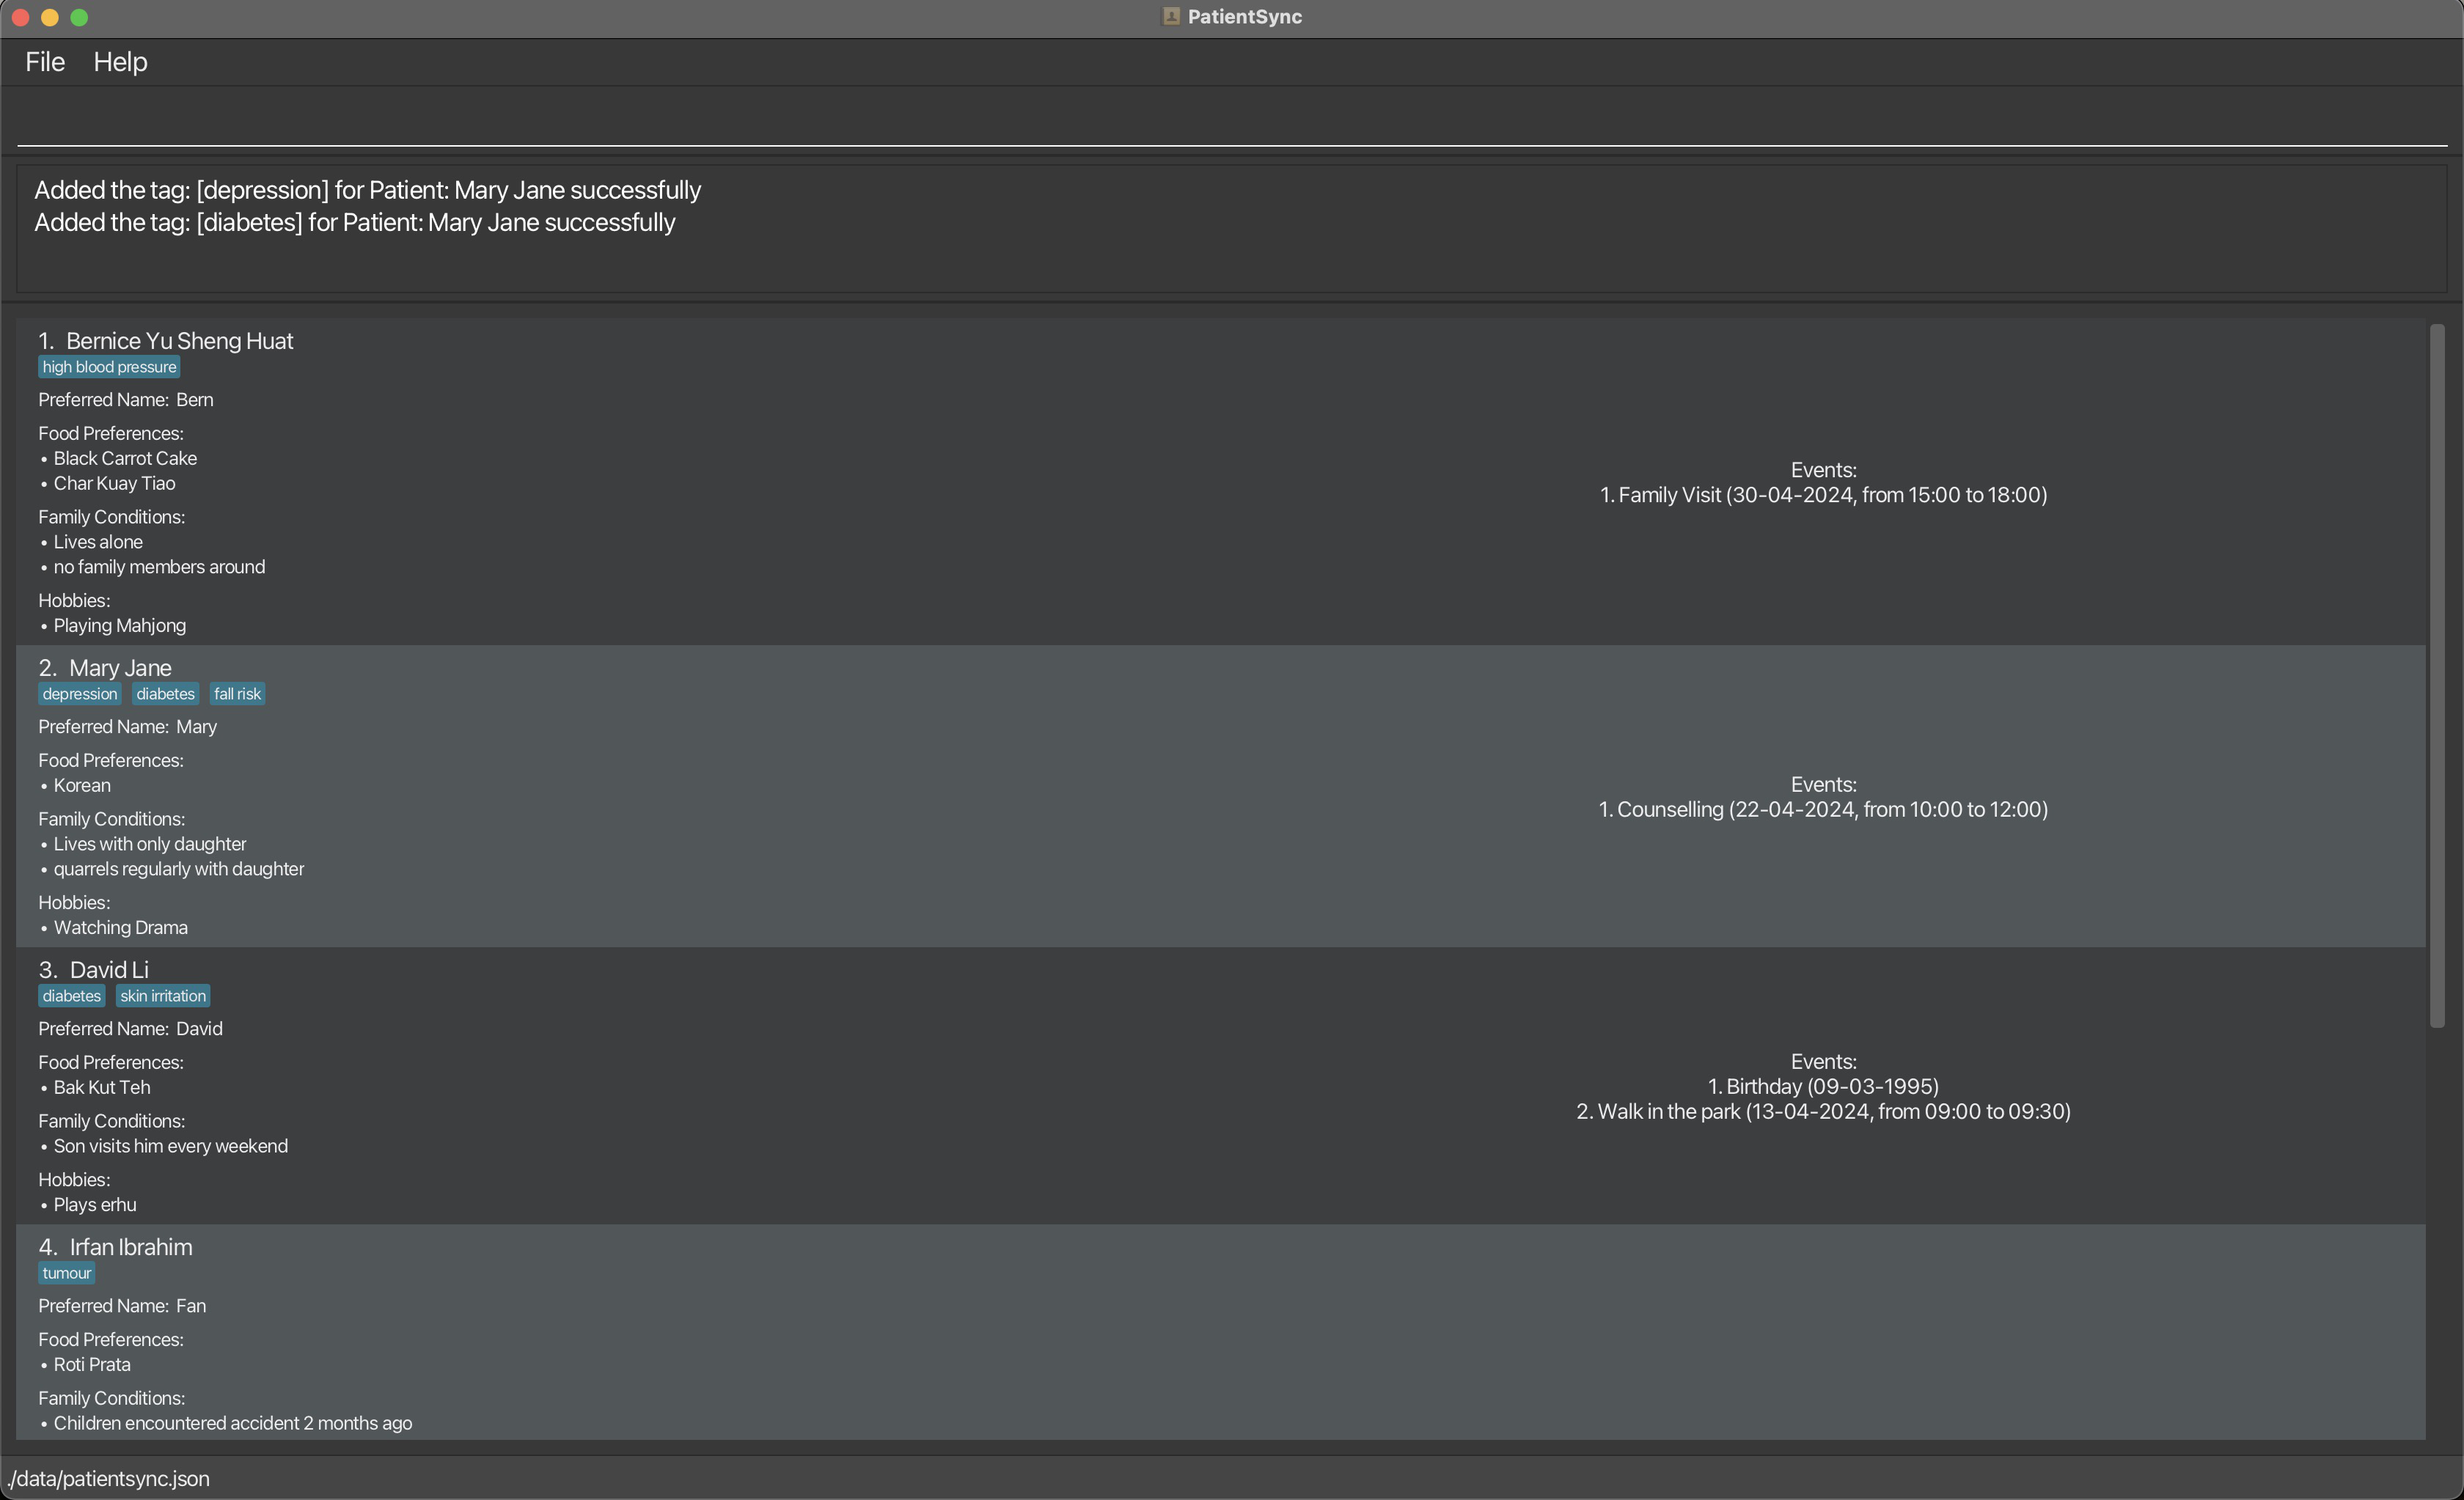 PatientSync
File Help
Added the tag: [depression] for Patient: Mary Jane successfully
Added the tag: [diabetes] for Patient: Mary Jane successfully
1. Bernice Yu Sheng Huat
high blood pressure
Preferred Name: Bern
Food Preferences:
• Black Carrot Cake
• Char Kuay Tiao
Family Conditions:
• Lives alone
• no family members around
Hobbies:
• Playing Mahjong
Events:
1. Family Visit (30-04-2024, from 15:00 to 18:00)
2. Mary Jane
depression diabetes fall risk
Preferred Name: Mary
Food Preferences:
• Korean
Family Conditions:
• Lives with only daughter
• quarrels regularly with daughter
Hobbies:
• Watching Drama
Events:
1. Counselling (22-04-2024, from 10:00 to 12:00)
3. David Li
diabetes skin irritation
Preferred Name: David
Food Preferences:
• Bak Kut Teh
Family Conditions:
• Son visits him every weekend
Hobbies:
• Plays erhu
Events:
1. Birthday (09-03-1995)
2. Walk in the park (13-04-2024, from 09:00 to 09:30)
4. Irfan Ibrahim
tumour
Preferred Name: Fan
Food Preferences:
• Roti Prata
Family Conditions:
• Children encountered accident 2 months ago
./data/patientsync.json